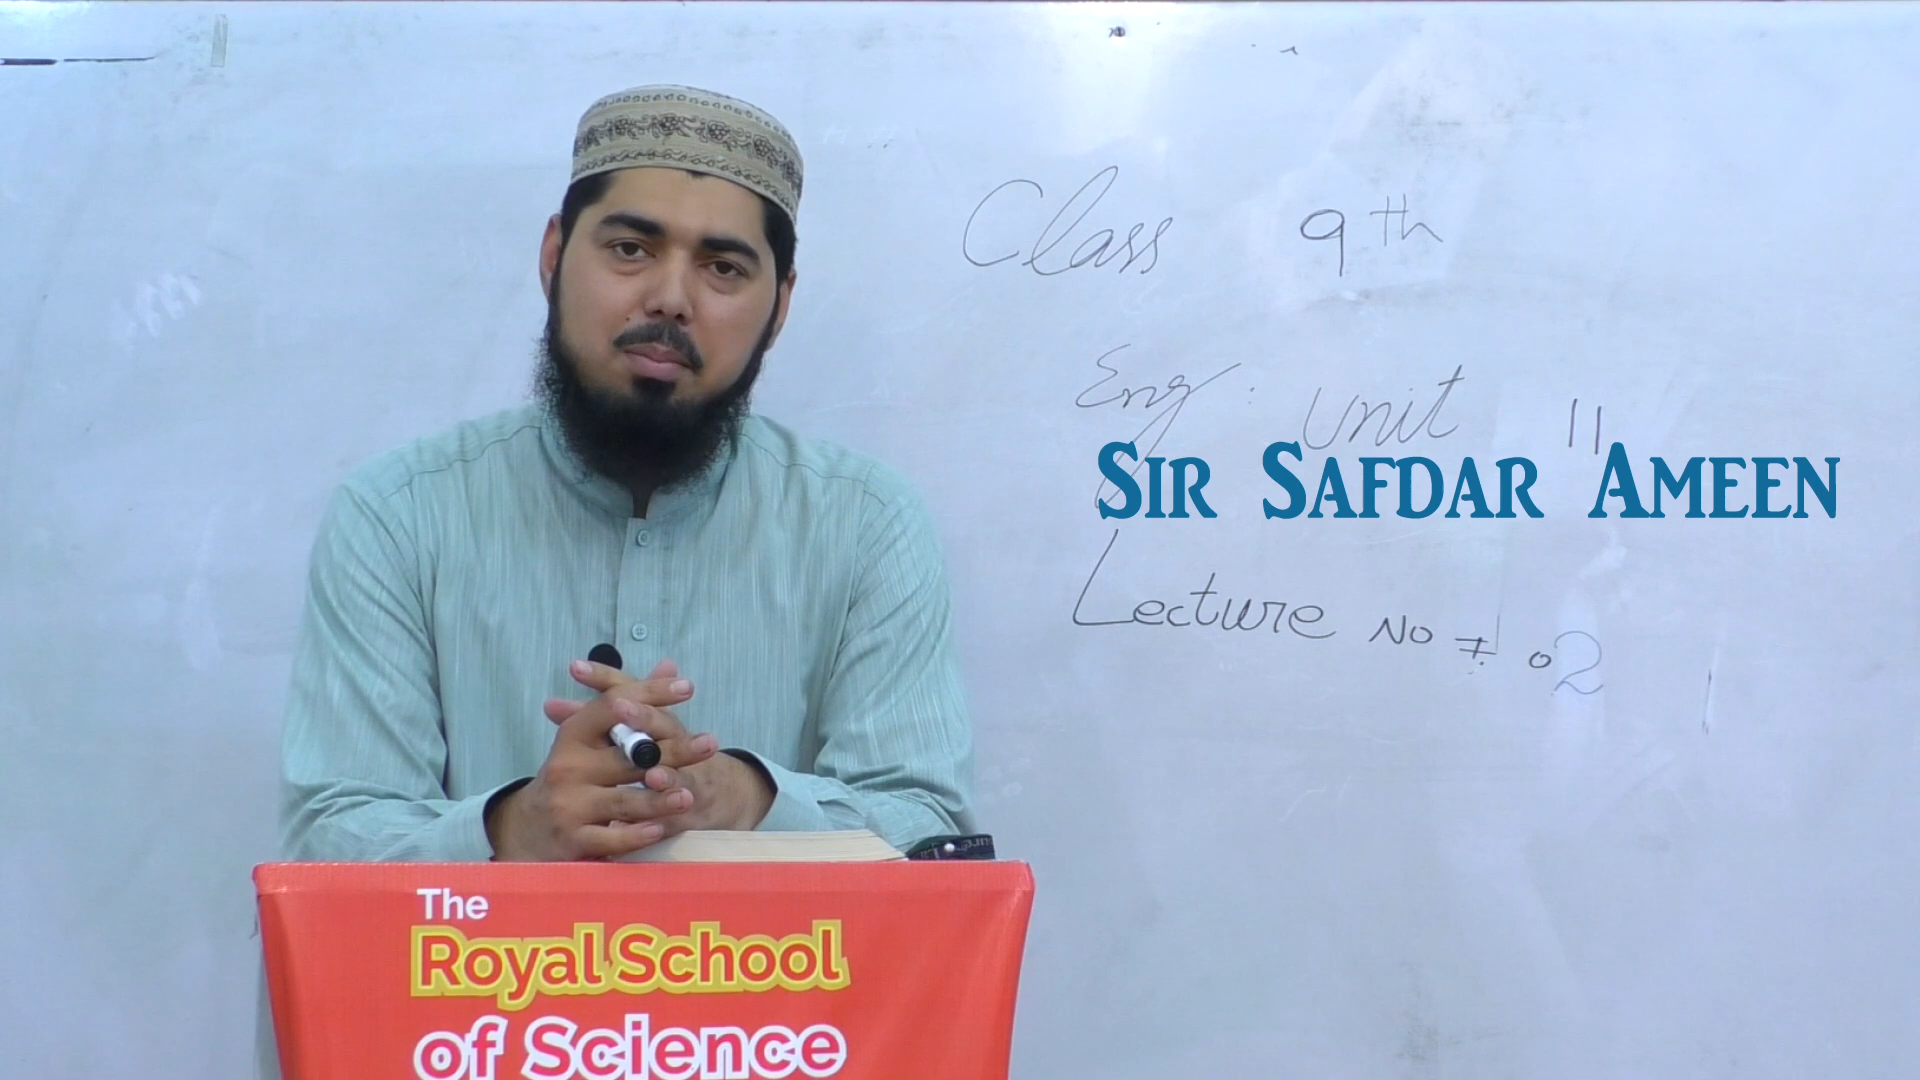 Class 9th
Eng: Unit 11
Sir Safdar Ameen
Lecture No # 02
The
Royal School
of Science